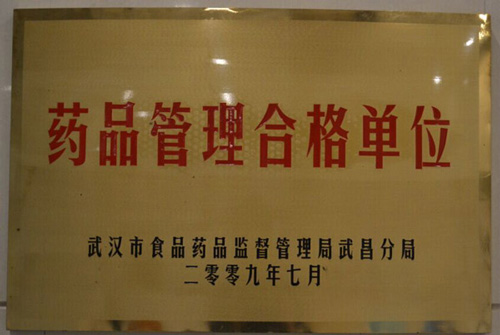 药品管理合格单位
武汉市食品药品监督管理局武昌分局
二零零九年七月